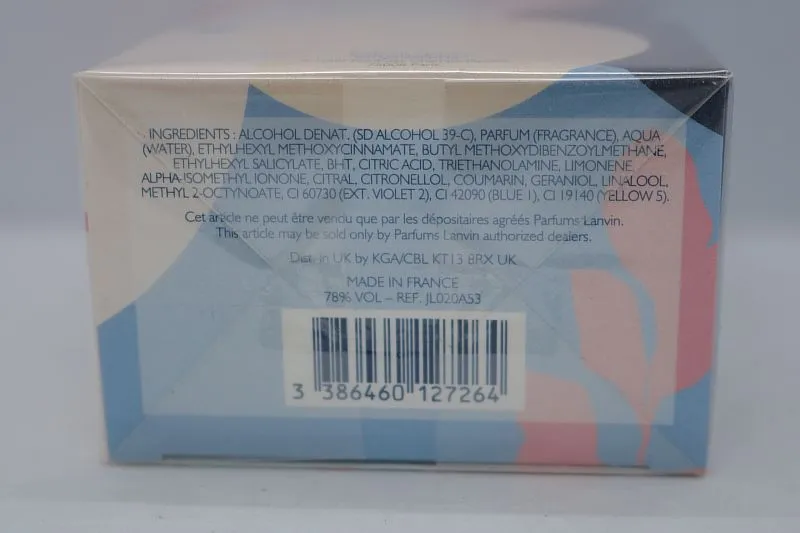 INGREDIENTS : ALCOHOL DENAT. (SD ALCOHOL 39-C), PARFUM (FRAGRANCE), AQUA
(WATER), ETHYLHEXYL METHOXYCINNAMATE, BUTYL METHOXYDIBENZOYLMETHANE,
ETHYLHEXYL SALICYLATE, BHT, CITRIC ACID, TRIETHANOLAMINE, LIMONENE
ALPHA-ISOMETHYL IONONE, CITRAL, CITRONELLOL, COUMARIN, GERANIOL, LINALOOL,
METHYL 2-OCTYNOATE, CI 60730 (EXT. VIOLET 2), CI 42090 (BLUE 1), CI 19140 (YELLOW 5).
Cet article ne peut être vendu que par les dépositaires agréés Parfums Lanvin.
This article may be sold only by Parfums Lanvin authorized dealers.
Dist. in UK by KGA/CBL KT13 8RX UK
MADE IN FRANCE
78% VOL – REF. JL020A53
3 386460 127264